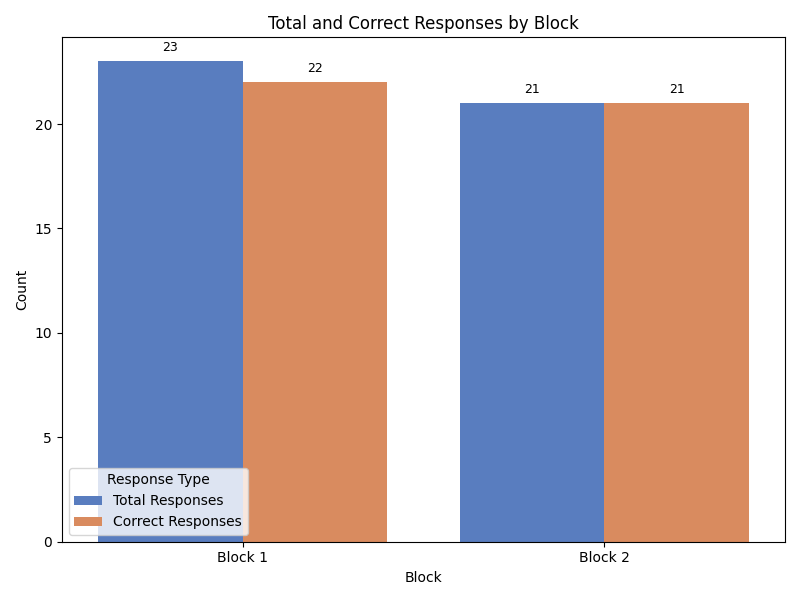 Total and Correct Responses by Block
23
22
21
21
20
15
10
5
0
Count
Response Type
Total Responses
Correct Responses
Block 1
Block 2
Block